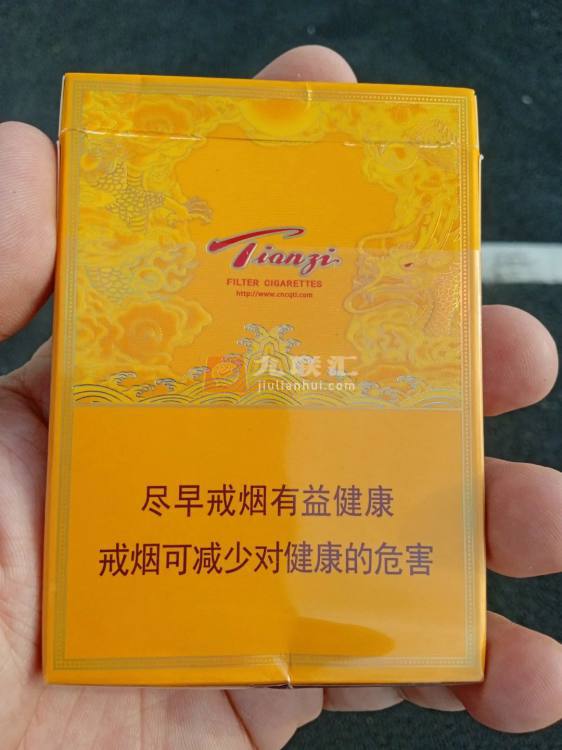 Tianzi
FILTER CIGARETTES
http://www.cncqti.com
九联汇
jiulianhui.com
尽早戒烟有益健康
戒烟可减少对健康的危害